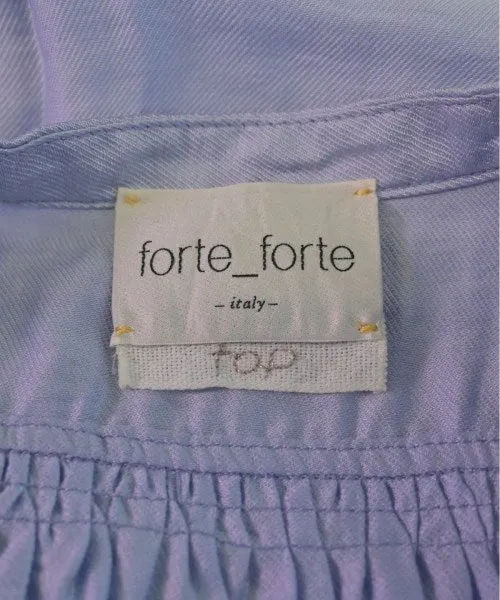 forte_forte
– italy –
top